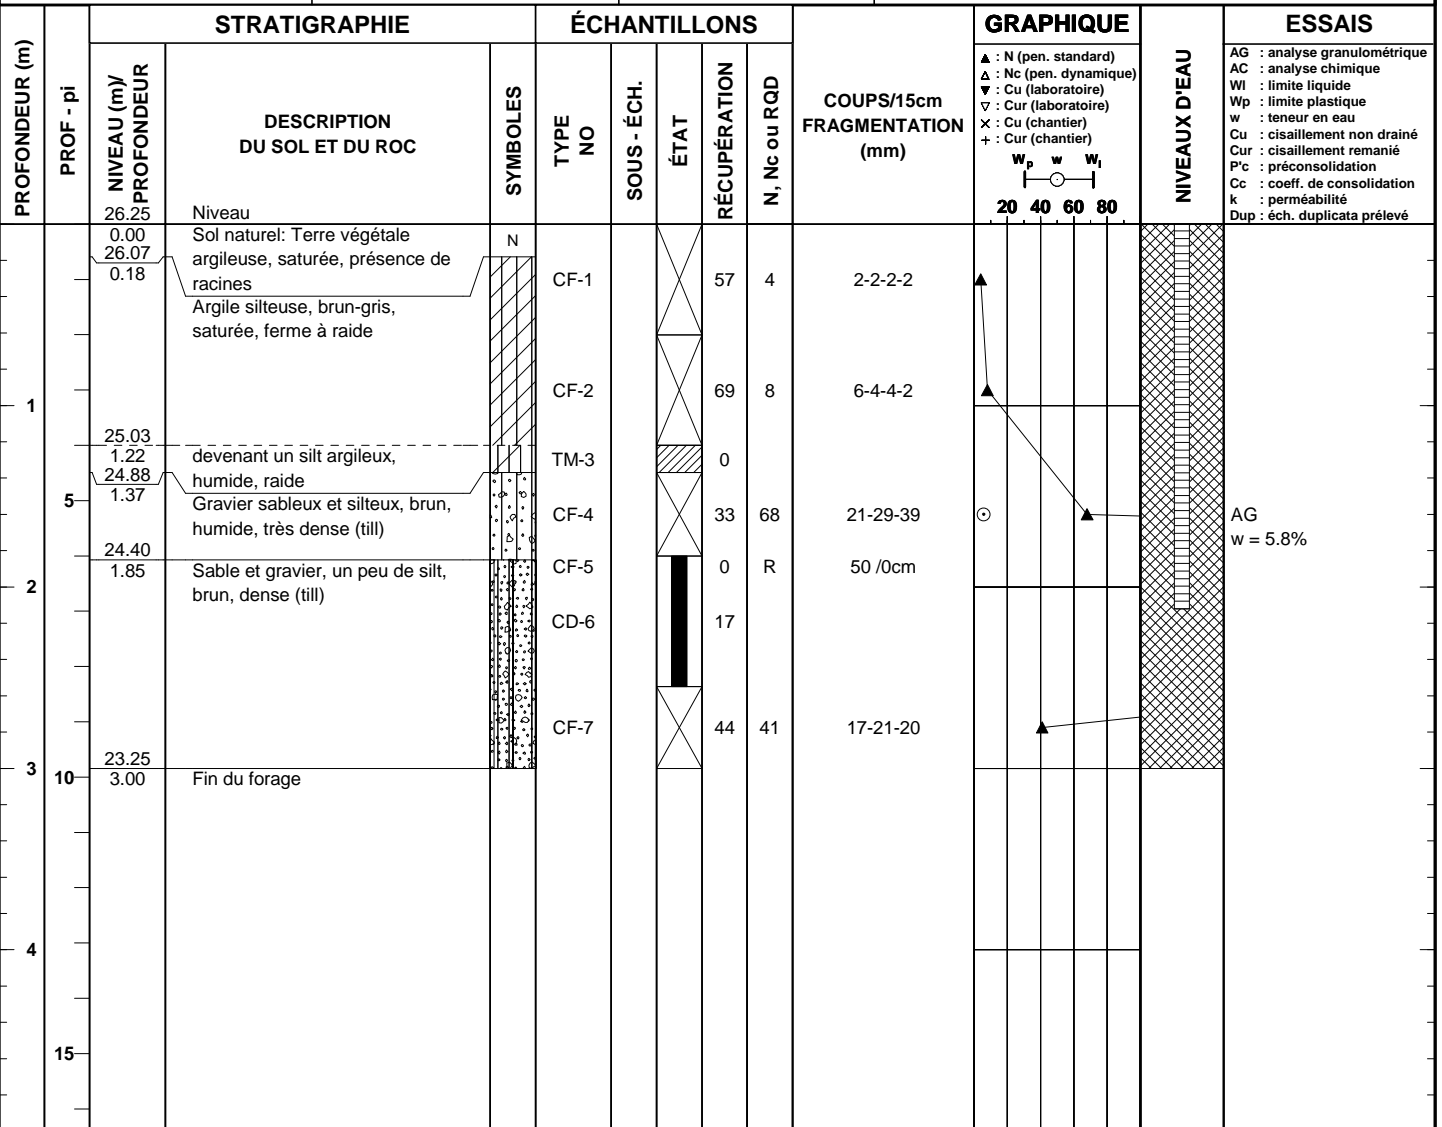 STRATIGRAPHIE
ÉCHANTILLONS
GRAPHIQUE
ESSAIS
PROFONDEUR (m)
PROF - pi
NIVEAU (m)/
PROFONDEUR
DESCRIPTION
DU SOL ET DU ROC
SYMBOLES
TYPE
NO
SOUS - ÉCH.
ÉTAT
RÉCUPÉRATION
N, Nc ou RQD
COUPS/15cm
FRAGMENTATION
(mm)
▲ : N (pen. standard)
△ : Nc (pen. dynamique)
▼ : Cu (laboratoire)
▽ : Cur (laboratoire)
× : Cu (chantier)
+ : Cur (chantier)
Wp w Wl
20 40 60 80
NIVEAUX D'EAU
AG : analyse granulométrique
AC : analyse chimique
Wl : limite liquide
Wp : limite plastique
w : teneur en eau
Cu : cisaillement non drainé
Cur : cisaillement remanié
P'c : préconsolidation
Cc : coeff. de consolidation
k : perméabilité
Dup : éch. duplicata prélevé
26.25 Niveau
0.00 Sol naturel: Terre végétale N
26.07 argileuse, saturée, présence de
0.18 racines
CF-1 57 4 2-2-2-2
Argile silteuse, brun-gris,
saturée, ferme à raide
CF-2 69 8 6-4-4-2
1
25.03
1.22 devenant un silt argileux,
TM-3 0
24.88 humide, raide
1.37 Gravier sableux et silteux, brun,
5
CF-4 33 68 21-29-39 AG
humide, très dense (till)
w = 5.8%
24.40
1.85 Sable et gravier, un peu de silt,
CF-5 0 R 50 /0cm
2 brun, dense (till)
CD-6 17
CF-7 44 41 17-21-20
23.25
3 10 3.00 Fin du forage
4
15